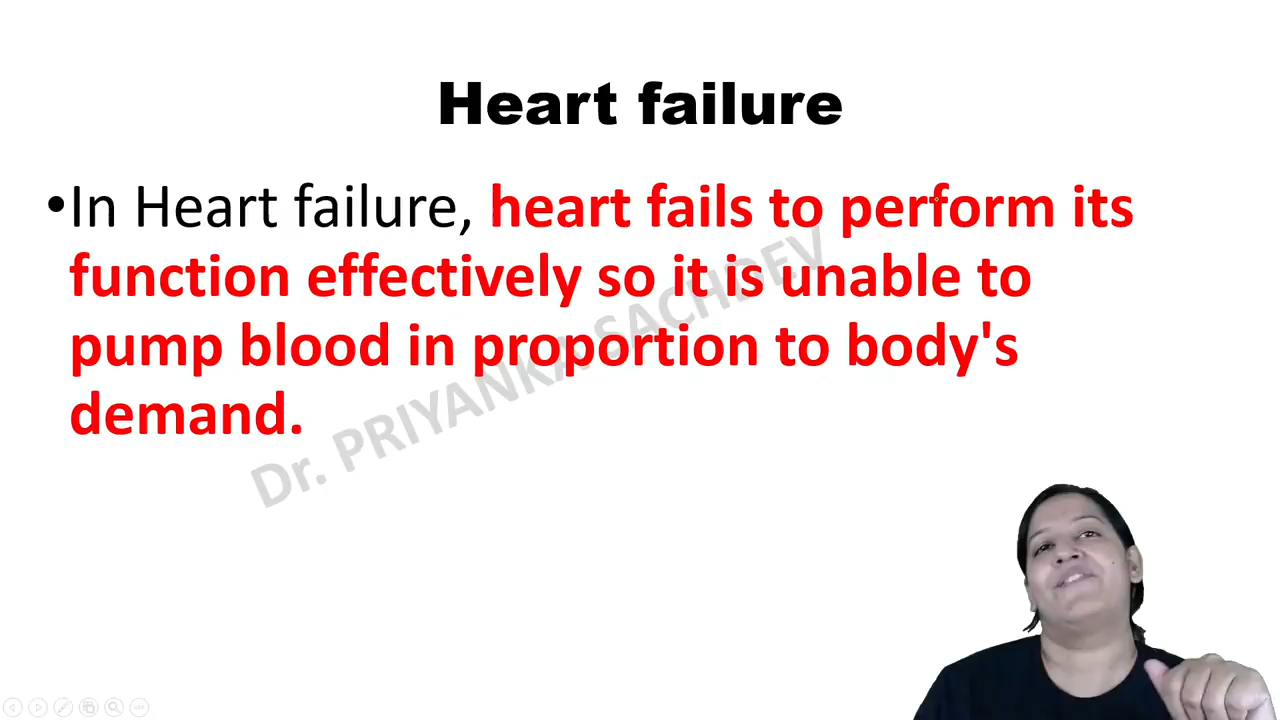 Heart failure
•In Heart failure, heart fails to perform its
function effectively so it is unable to
pump blood in proportion to body's
demand.
Dr. PRIYANKA SACHDEV